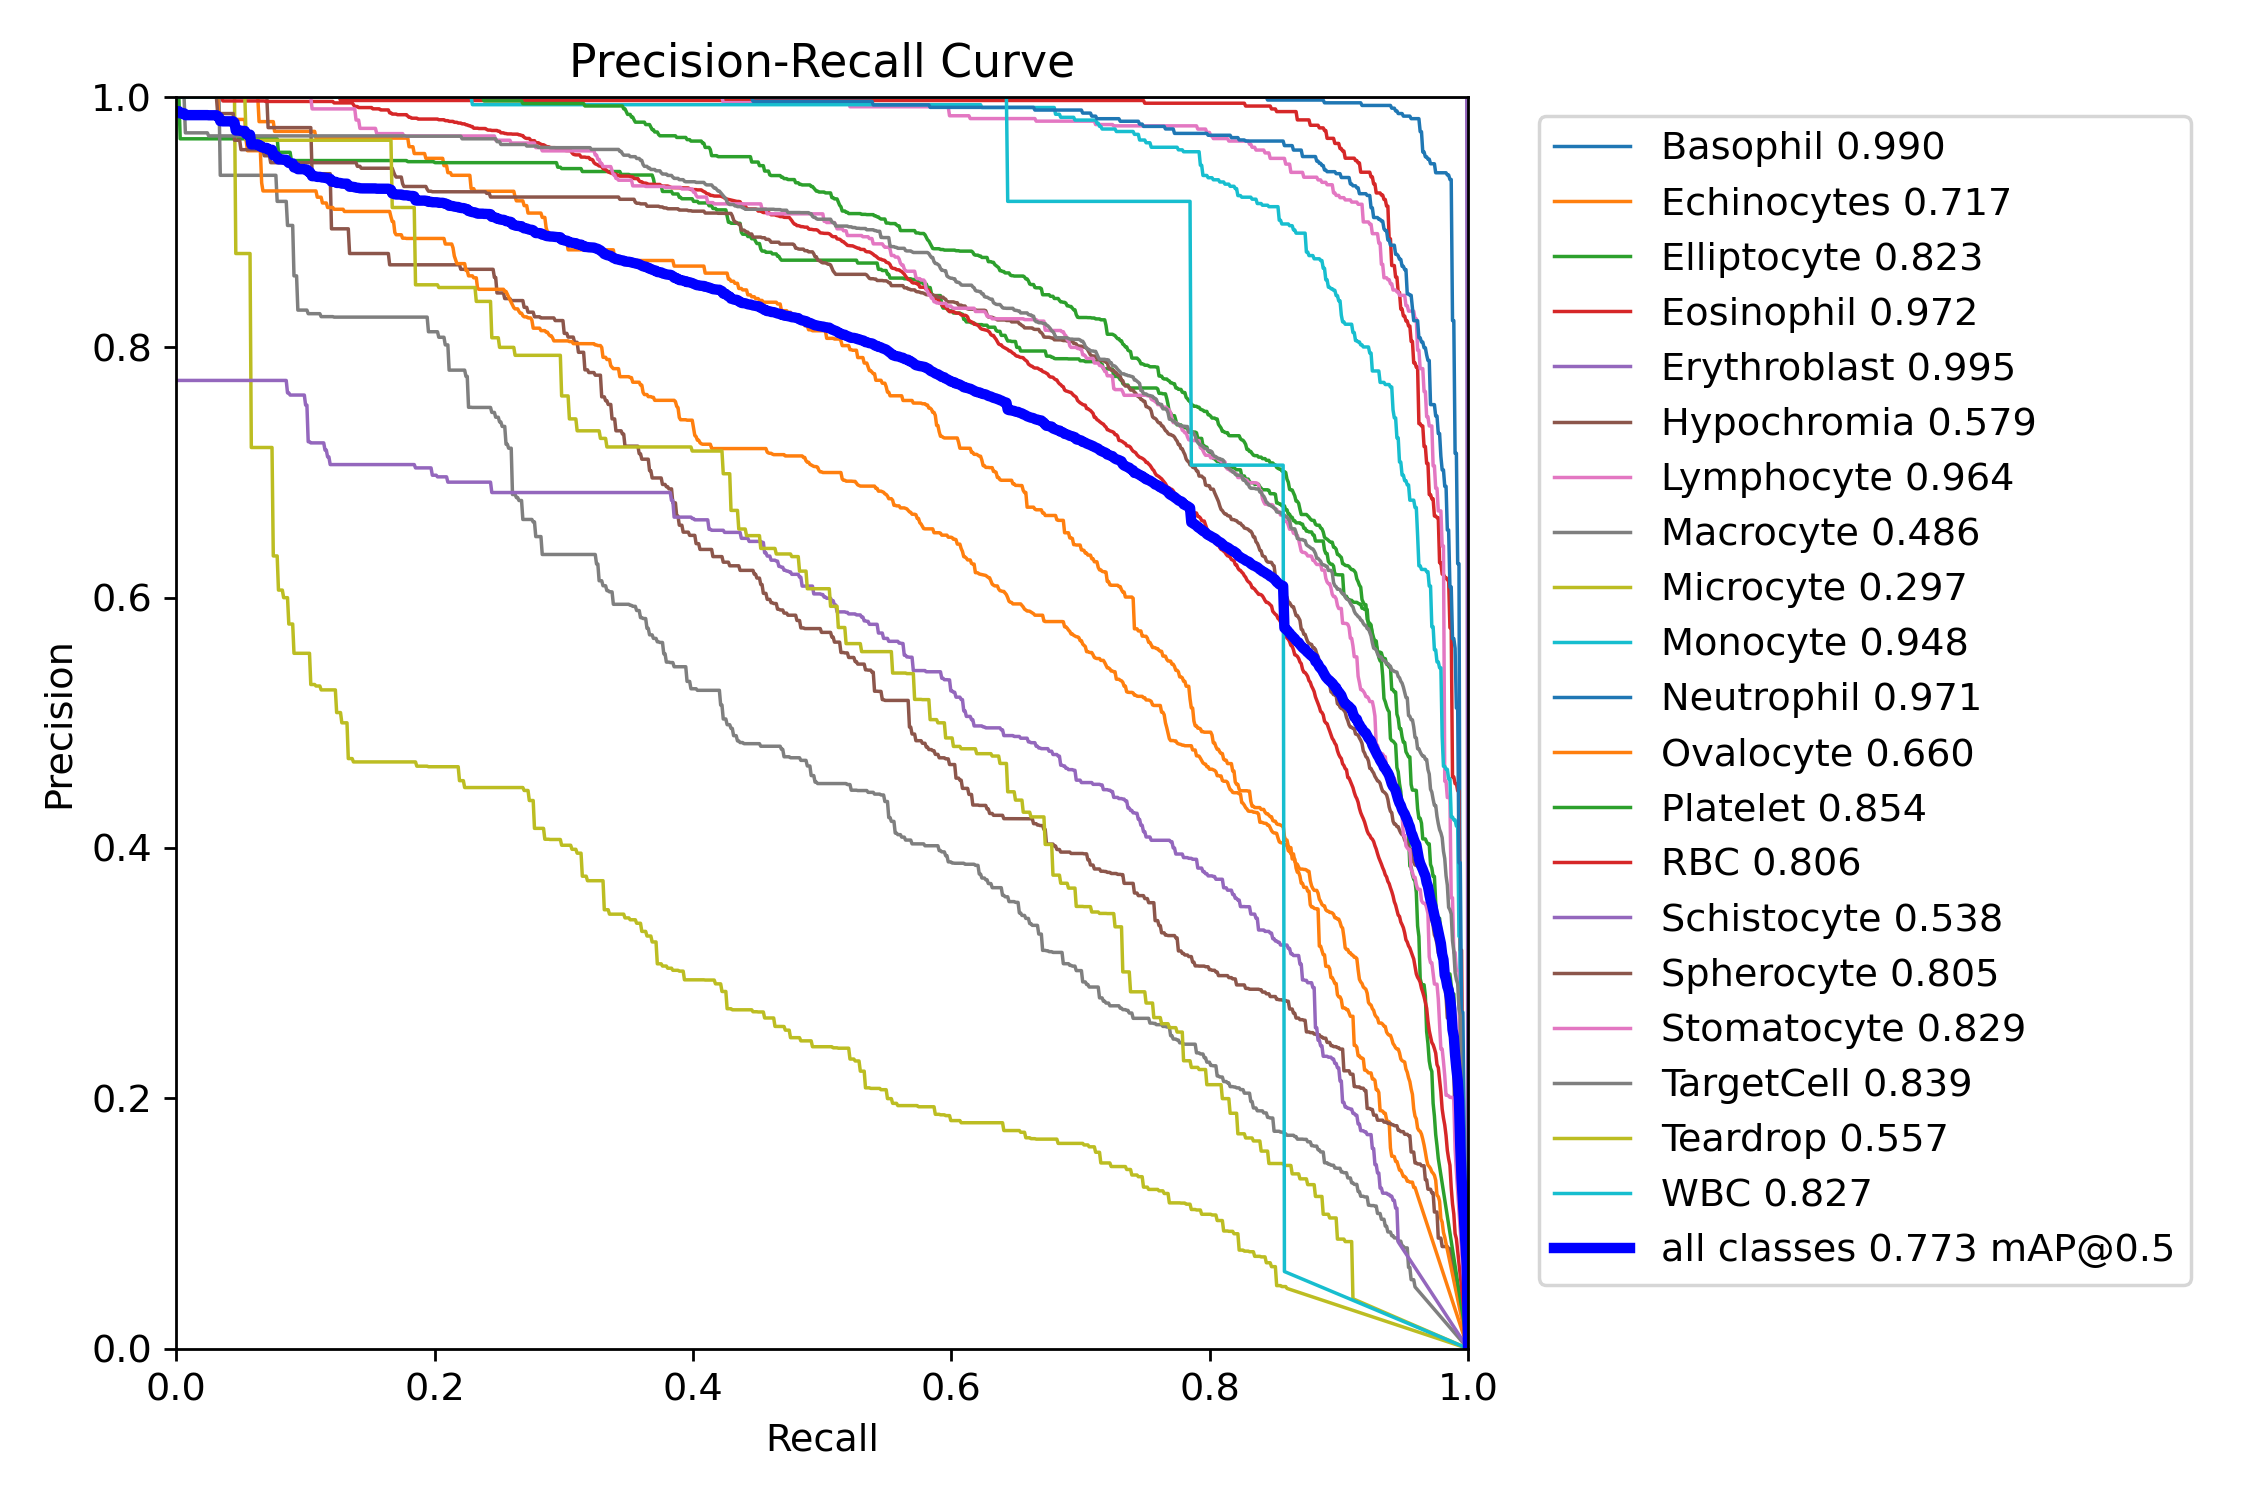 Precision-Recall Curve
1.0
0.8
0.6
0.4
0.2
0.0
Precision
0.0 0.2 0.4 0.6 0.8 1.0
Recall
Basophil 0.990
Echinocytes 0.717
Elliptocyte 0.823
Eosinophil 0.972
Erythroblast 0.995
Hypochromia 0.579
Lymphocyte 0.964
Macrocyte 0.486
Microcyte 0.297
Monocyte 0.948
Neutrophil 0.971
Ovalocyte 0.660
Platelet 0.854
RBC 0.806
Schistocyte 0.538
Spherocyte 0.805
Stomatocyte 0.829
TargetCell 0.839
Teardrop 0.557
WBC 0.827
all classes 0.773 mAP@0.5